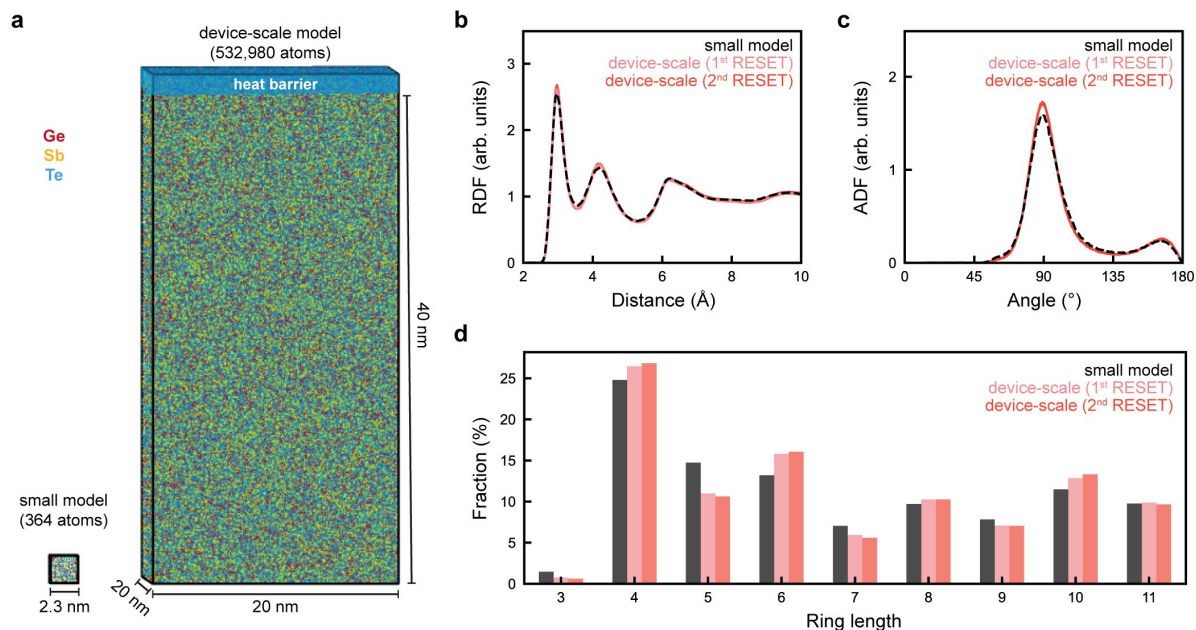 a
device-scale model
(532,980 atoms)
heat barrier
Ge
Sb
Te
40 nm
small model
(364 atoms)
2.3 nm
20 nm
20 nm
b
small model
device-scale (1st RESET)
device-scale (2nd RESET)
RDF (arb. units)
3
2
1
0
2
4
6
8
10
Distance (Å)
c
small model
device-scale (1st RESET)
device-scale (2nd RESET)
ADF (arb. units)
2
1
0
0
45
90
135
180
Angle (°)
d
small model
device-scale (1st RESET)
device-scale (2nd RESET)
Fraction (%)
25
20
15
10
5
0
3
4
5
6
7
8
9
10
11
Ring length